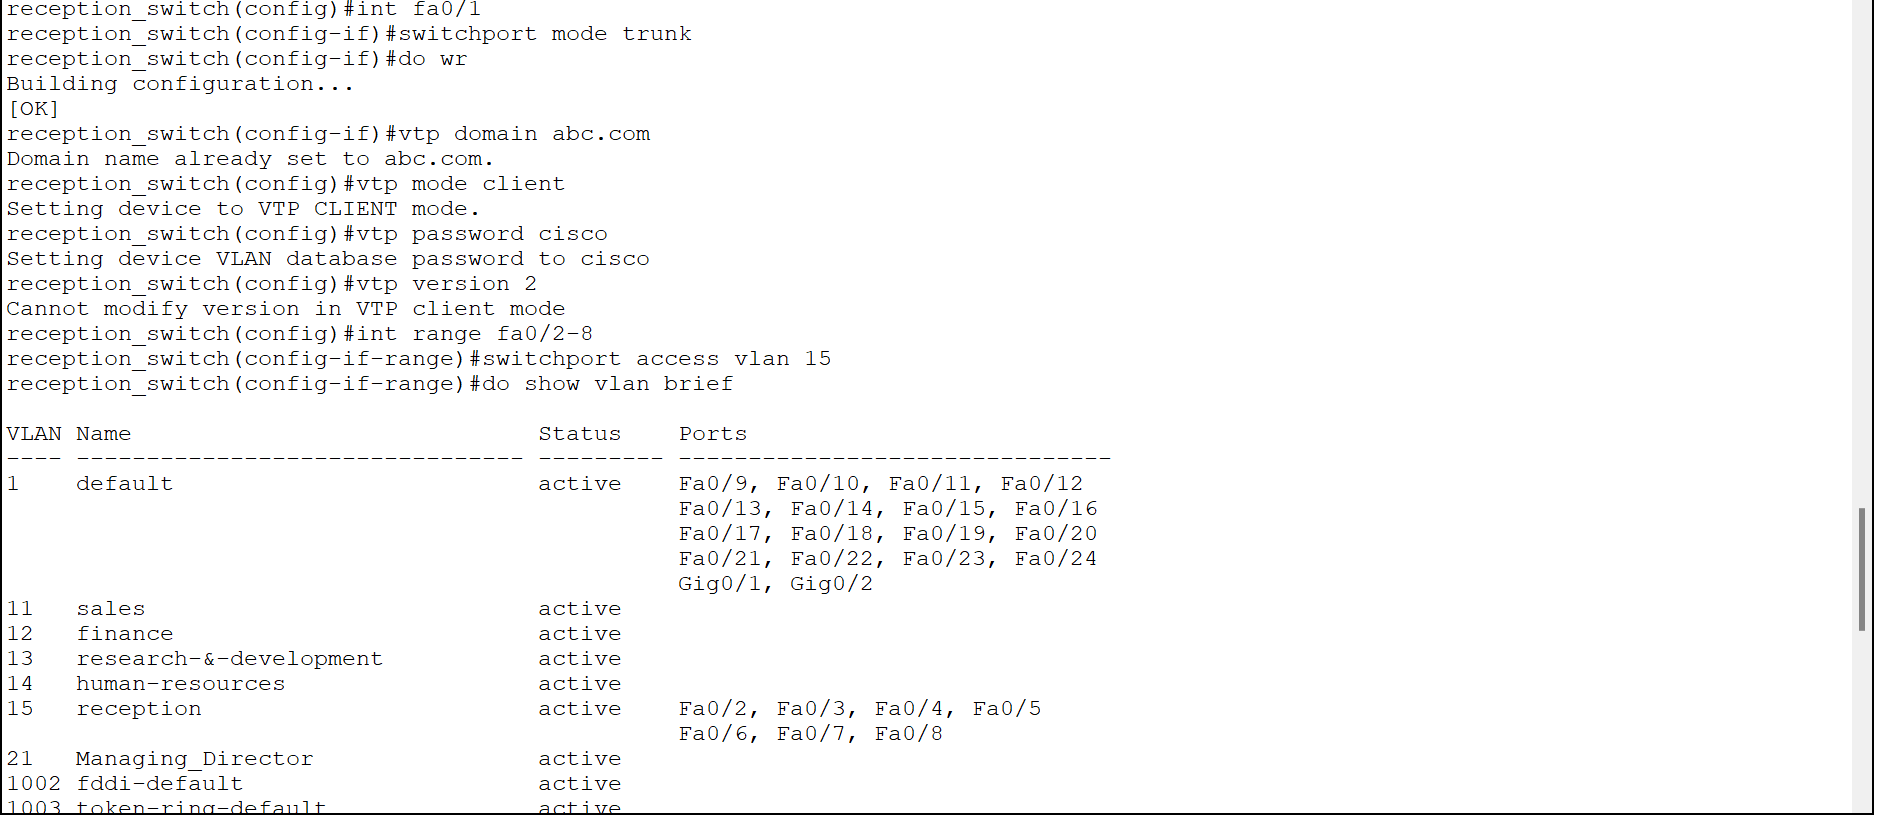 reception_switch(config)#int fa0/1
reception_switch(config-if)#switchport mode trunk
reception_switch(config-if)#do wr
Building configuration...
[OK]
reception_switch(config-if)#vtp domain abc.com
Domain name already set to abc.com.
reception_switch(config)#vtp mode client
Setting device to VTP CLIENT mode.
reception_switch(config)#vtp password cisco
Setting device VLAN database password to cisco
reception_switch(config)#vtp version 2
Cannot modify version in VTP client mode
reception_switch(config)#int range fa0/2-8
reception_switch(config-if-range)#switchport access vlan 15
reception_switch(config-if-range)#do show vlan brief

VLAN Name                             Status    Ports
---- -------------------------------- --------- -------------------------------
1    default                          active    Fa0/9, Fa0/10, Fa0/11, Fa0/12
                                                Fa0/13, Fa0/14, Fa0/15, Fa0/16
                                                Fa0/17, Fa0/18, Fa0/19, Fa0/20
                                                Fa0/21, Fa0/22, Fa0/23, Fa0/24
                                                Gig0/1, Gig0/2
11   sales                            active
12   finance                          active
13   research-&-development           active
14   human-resources                  active
15   reception                        active    Fa0/2, Fa0/3, Fa0/4, Fa0/5
                                                Fa0/6, Fa0/7, Fa0/8
21   Managing_Director                active
1002 fddi-default                     active
1003 token-ring-default               active